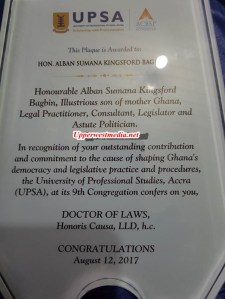 UPSA
ACBSP
This Plaque is Awarded to:
HON. ALBAN SUMANA KINGSFORD BAG
Honourable Alban Sumana Kingsford
Bagbin, Illustrious son of mother Ghana,
Legal Practitioner, Consultant, Legislator and
Astute Politician.
Upperwestmedia.net
In recognition of your outstanding contribution
and commitment to the cause of shaping Ghana's
democracy and legislative practice and procedures,
the University of Professional Studies, Accra
(UPSA), at its 9th Congregation confers on you,
DOCTOR OF LAWS,
Honoris Causa, LLD, h.c.
CONGRATULATIONS
August 12, 2017